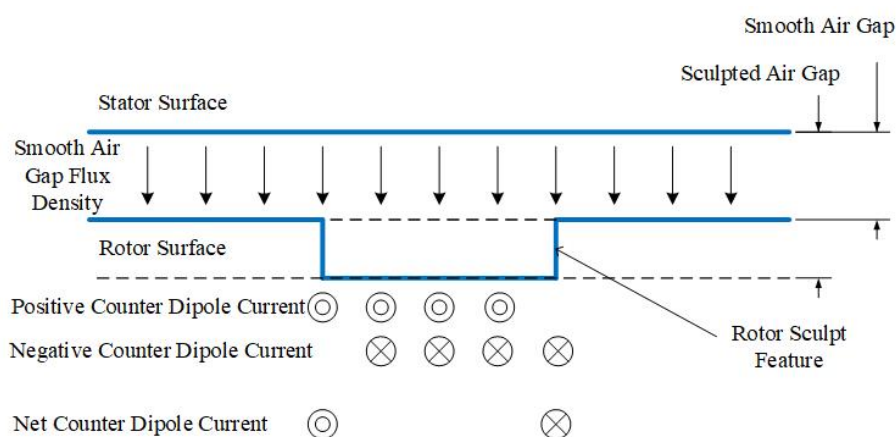 Smooth Air Gap
Sculpted Air Gap
Stator Surface
Smooth Air
Gap Flux
Density
Rotor Surface
Positive Counter Dipole Current
Negative Counter Dipole Current
Rotor Sculpt
Feature
Net Counter Dipole Current